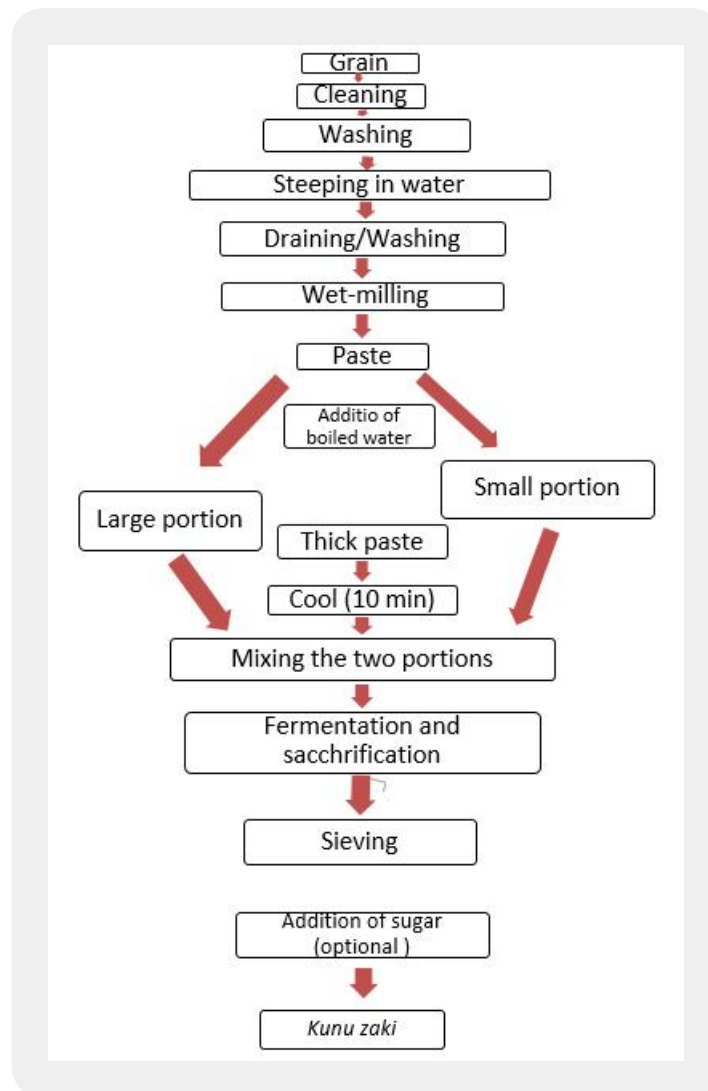 Grain
Cleaning
Washing
Steeping in water
Draining/Washing
Wet-milling
Paste
Additio of
boiled water
Small portion
Large portion
Thick paste
Cool (10 min)
Mixing the two portions
Fermentation and
sacchrification
Sieving
Addition of sugar
(optional )
Kunu zaki